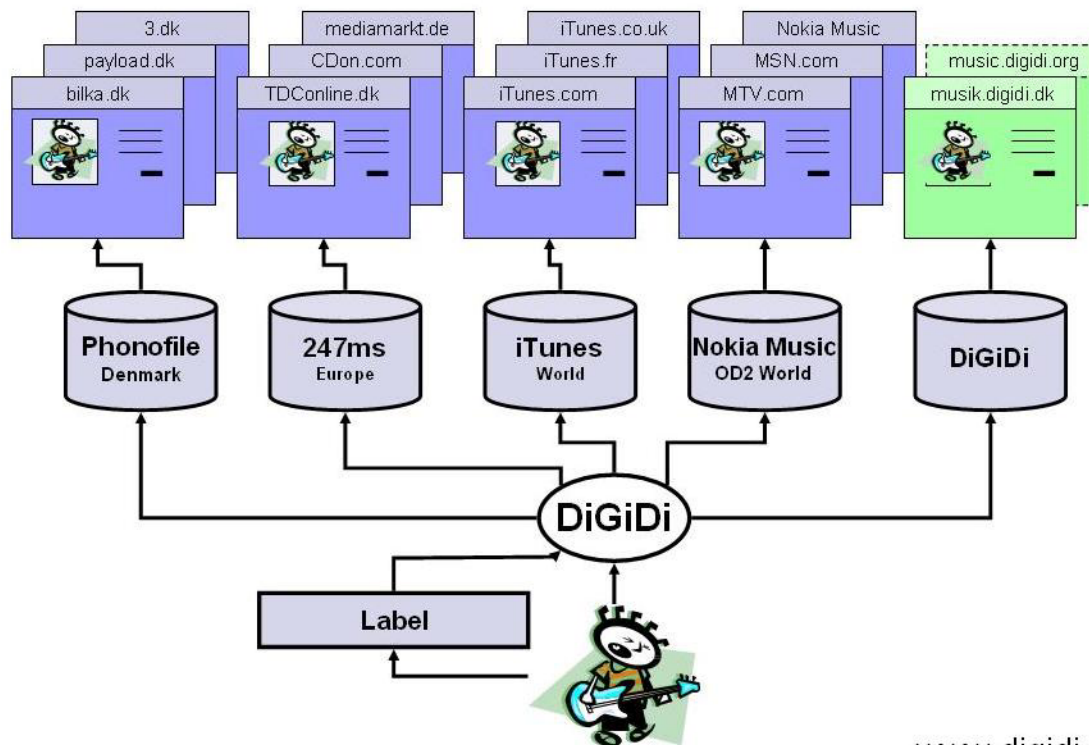 3.dk
mediamarkt.de
iTunes.co.uk
Nokia Music
payload.dk
CDon.com
iTunes.fr
MSN.com
music.digidi.org
bilka.dk
TDConline.dk
iTunes.com
MTV.com
musik.digidi.dk
Phonofile
Denmark
247ms
Europe
iTunes
World
Nokia Music
OD2 World
DiGiDi
DiGiDi
Label